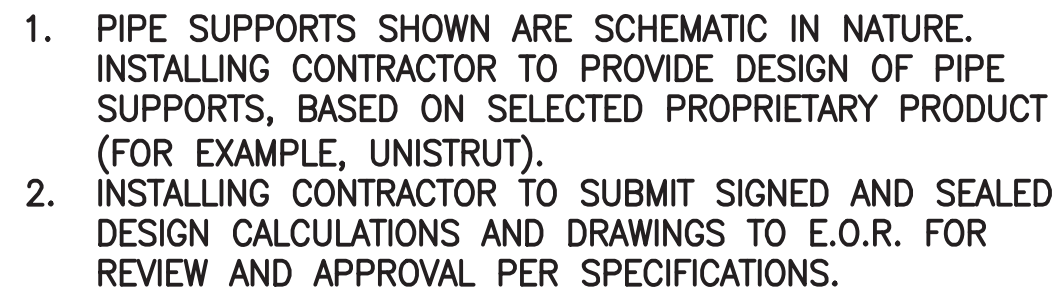 1. PIPE SUPPORTS SHOWN ARE SCHEMATIC IN NATURE.
INSTALLING CONTRACTOR TO PROVIDE DESIGN OF PIPE
SUPPORTS, BASED ON SELECTED PROPRIETARY PRODUCT
(FOR EXAMPLE, UNISTRUT).
2. INSTALLING CONTRACTOR TO SUBMIT SIGNED AND SEALED
DESIGN CALCULATIONS AND DRAWINGS TO E.O.R. FOR
REVIEW AND APPROVAL PER SPECIFICATIONS.